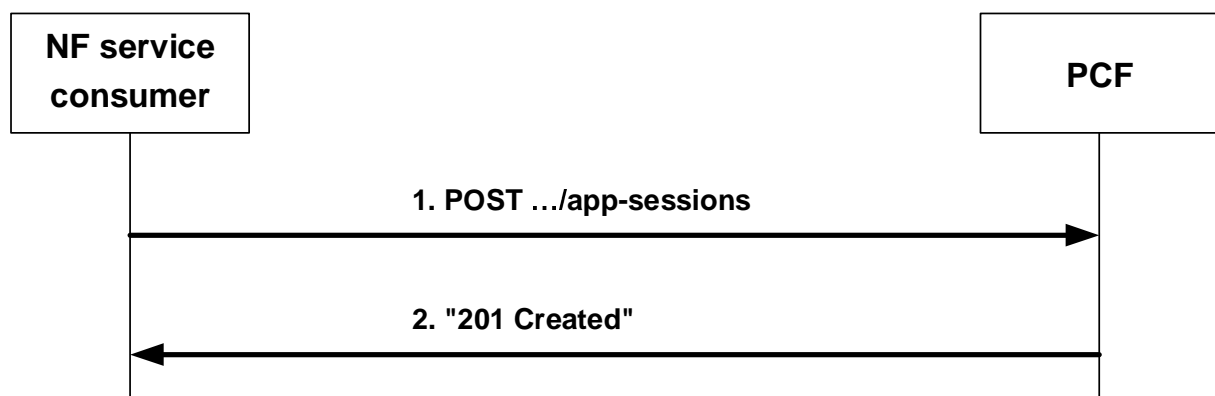 NF service
consumer
PCF
1. POST …/app-sessions
2. "201 Created"